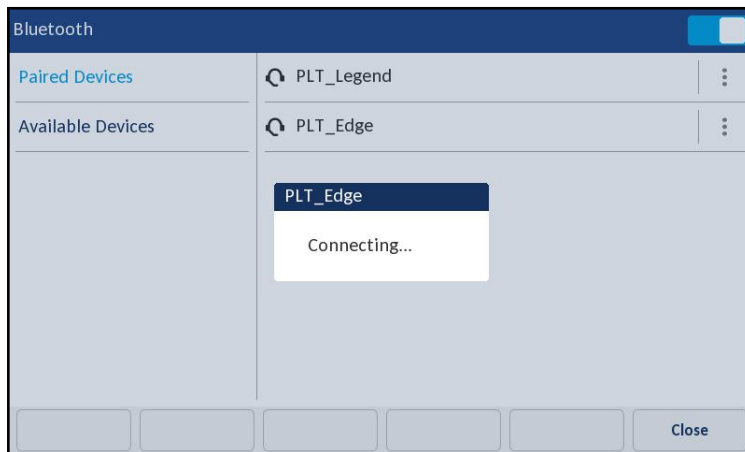 Bluetooth
Paired Devices
PLT_Legend
Available Devices
PLT_Edge
PLT_Edge
Connecting...
Close